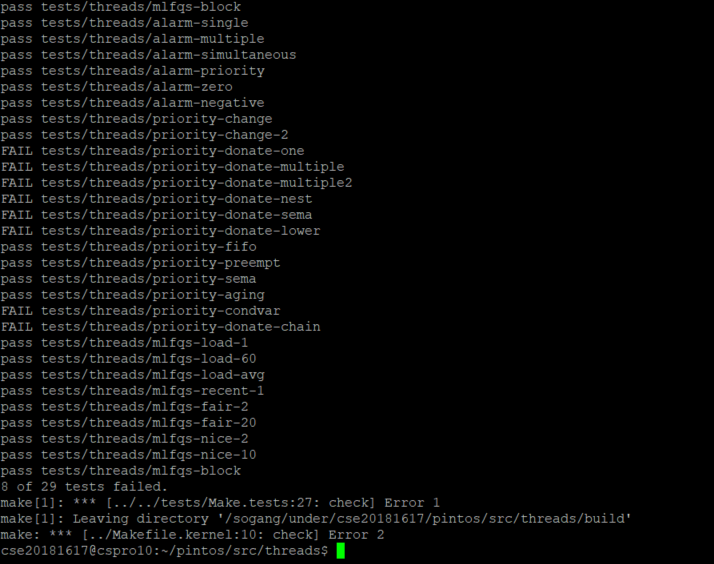 pass tests/threads/mlfqs-block
pass tests/threads/alarm-single
pass tests/threads/alarm-multiple
pass tests/threads/alarm-simultaneous
pass tests/threads/alarm-priority
pass tests/threads/alarm-zero
pass tests/threads/alarm-negative
pass tests/threads/priority-change
pass tests/threads/priority-change-2
FAIL tests/threads/priority-donate-one
FAIL tests/threads/priority-donate-multiple
FAIL tests/threads/priority-donate-multiple2
FAIL tests/threads/priority-donate-nest
FAIL tests/threads/priority-donate-sema
FAIL tests/threads/priority-donate-lower
pass tests/threads/priority-fifo
pass tests/threads/priority-preempt
pass tests/threads/priority-sema
pass tests/threads/priority-aging
FAIL tests/threads/priority-condvar
FAIL tests/threads/priority-donate-chain
pass tests/threads/mlfqs-load-1
pass tests/threads/mlfqs-load-60
pass tests/threads/mlfqs-load-avg
pass tests/threads/mlfqs-recent-1
pass tests/threads/mlfqs-fair-2
pass tests/threads/mlfqs-fair-20
pass tests/threads/mlfqs-nice-2
pass tests/threads/mlfqs-nice-10
pass tests/threads/mlfqs-block
8 of 29 tests failed.
make[1]: *** [../../tests/Make.tests:27: check] Error 1
make[1]: Leaving directory '/sogang/under/cse20181617/pintos/src/threads/build'
make: *** [../Makefile.kernel:10: check] Error 2
cse20181617@cspro10:~/pintos/src/threads$